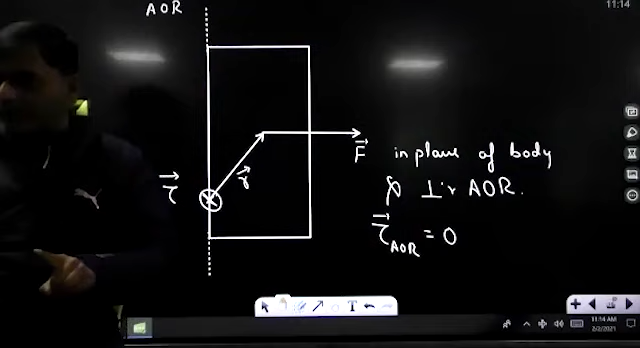 AOR
11:14
F⃗ in plane of body
r⃗
τ⃗
& ⊥r AOR.
τ⃗ AOR = 0
T
11:14 AM
2/2/2021